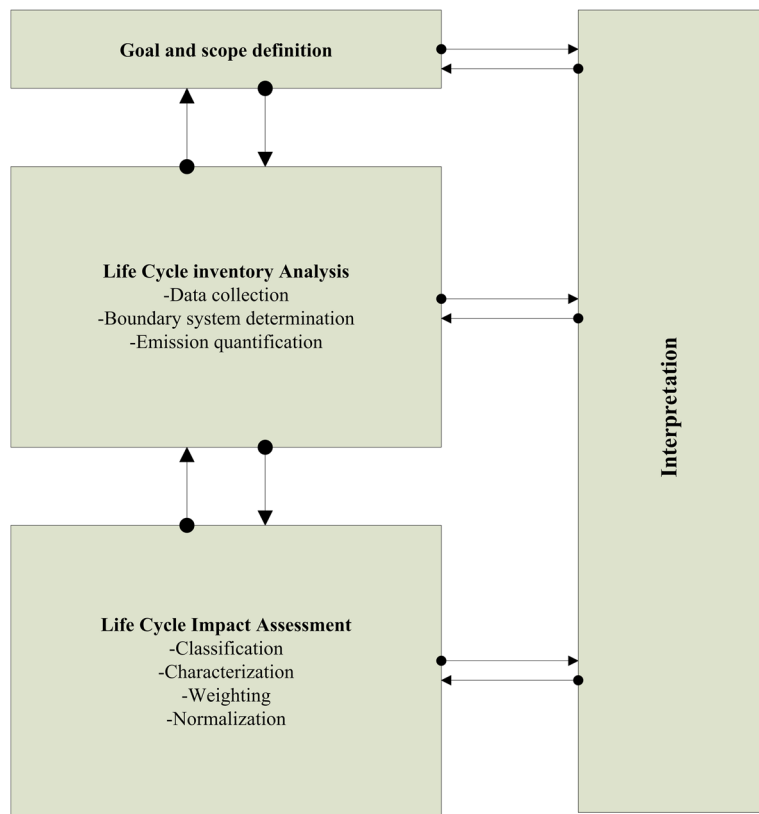 Goal and scope definition
Life Cycle inventory Analysis
-Data collection
-Boundary system determination
-Emission quantification
Life Cycle Impact Assessment
-Classification
-Characterization
-Weighting
-Normalization
Interpretation